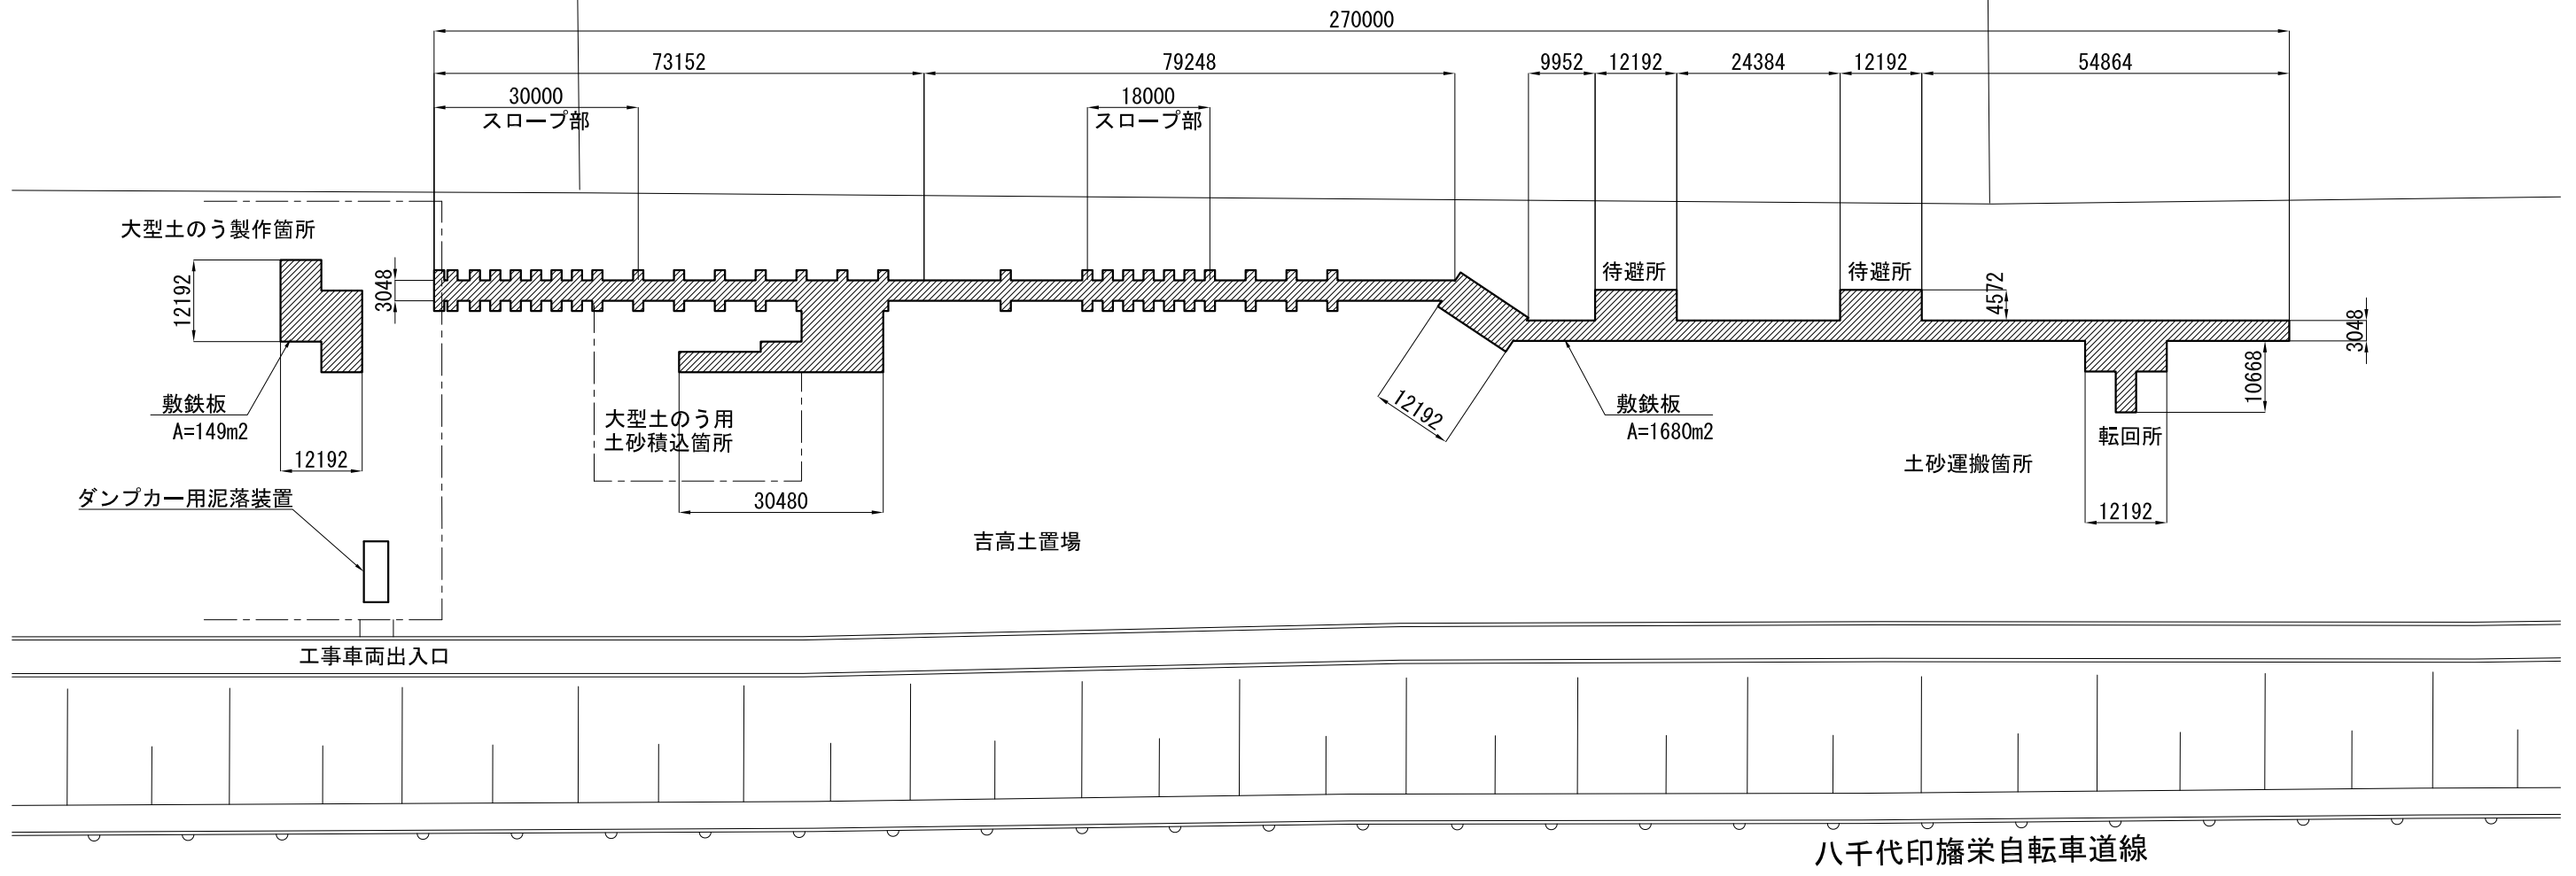 270000
73152
79248
9952
12192
24384
12192
54864
30000
スロープ部
18000
スロープ部
大型土のう製作箇所
12192
3048
待避所
待避所
4572
3048
10668
敷鉄板
A=149m2
12192
大型土のう用
土砂積込箇所
12192
敷鉄板
A=1680m2
転回所
土砂運搬箇所
ダンプカー用泥落装置
30480
12192
吉高土置場
工事車両出入口
八千代印旛栄自転車道線